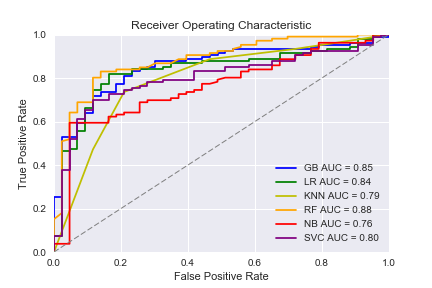 Receiver Operating Characteristic
1.0
0.8
0.6
0.4
0.2
0.0
True Positive Rate
GB AUC = 0.85
LR AUC = 0.84
KNN AUC = 0.79
RF AUC = 0.88
NB AUC = 0.76
SVC AUC = 0.80
0.0 0.2 0.4 0.6 0.8 1.0
False Positive Rate